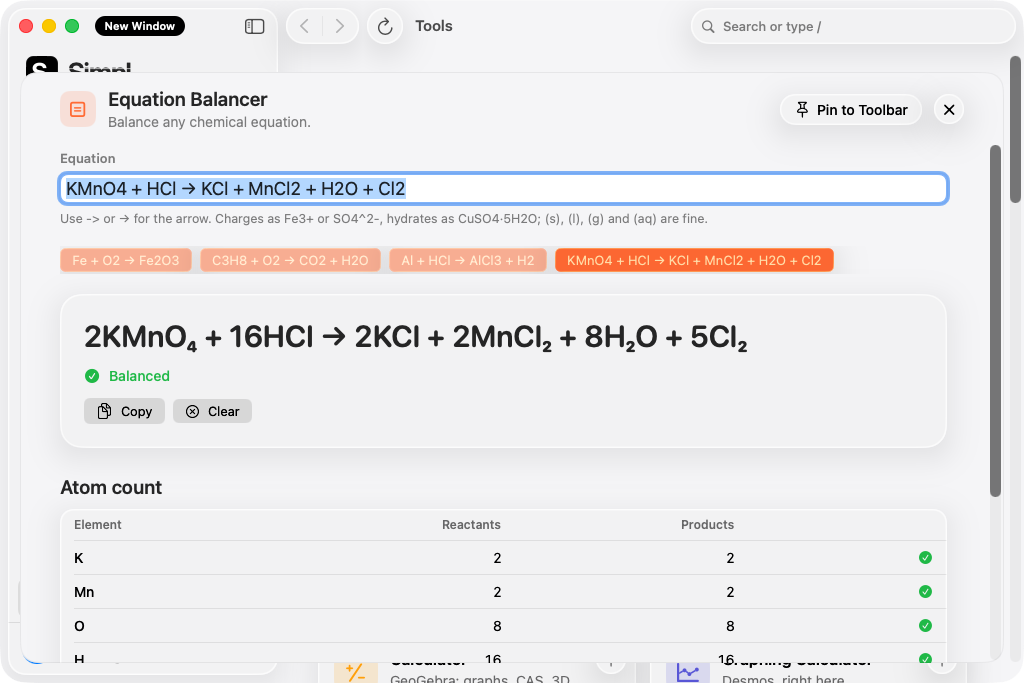 New Window
Tools
Search or type /
Simpl
Equation Balancer
Balance any chemical equation.
Pin to Toolbar
Equation
KMnO4 + HCl → KCl + MnCl2 + H2O + Cl2
Use -> or → for the arrow. Charges as Fe3+ or SO4^2-, hydrates as CuSO4·5H2O; (s), (l), (g) and (aq) are fine.
Fe + O2 → Fe2O3
C3H8 + O2 → CO2 + H2O
Al + HCl → AlCl3 + H2
KMnO4 + HCl → KCl + MnCl2 + H2O + Cl2
2KMnO₄ + 16HCl → 2KCl + 2MnCl₂ + 8H₂O + 5Cl₂
Balanced
Copy
Clear
Atom count
Element Reactants Products
K 2 2
Mn 2 2
O 8 8
H 16 16
Calculator
Graphing Calculator
GeoGebra: graphs, CAS, 3D
Desmos, right here